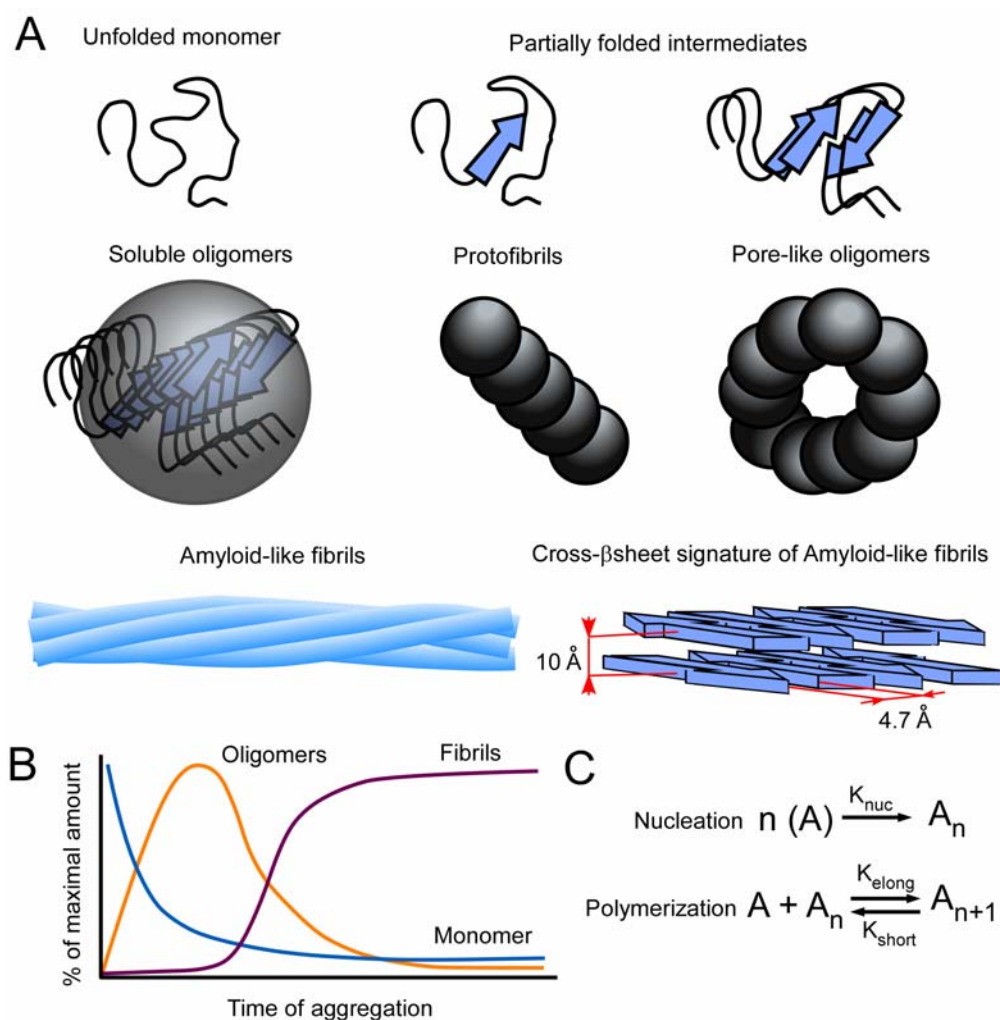 A
Unfolded monomer
Partially folded intermediates
Soluble oligomers
Protofibrils
Pore-like oligomers
Amyloid-like fibrils
Cross-βsheet signature of Amyloid-like fibrils
10 Å
4.7 Å
B
% of maximal amount
Oligomers
Fibrils
Monomer
Time of aggregation
C
Nucleation n (A) Knuc An
Polymerization A + An Kelong Kshort An+1